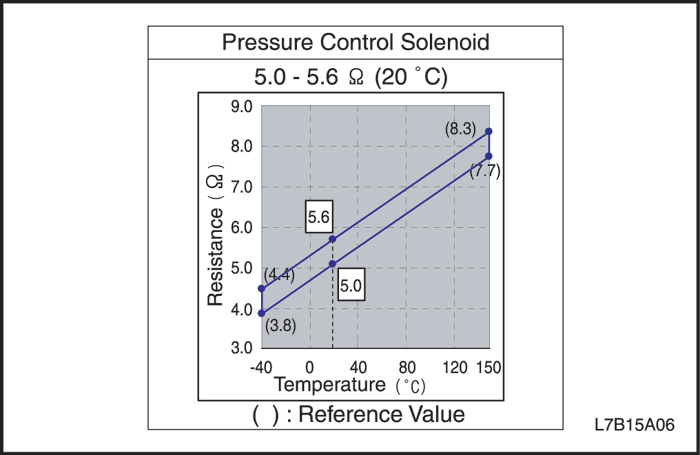 Pressure Control Solenoid
5.0 - 5.6 Ω (20 ˚C)
9.0
8.0
7.0
6.0
5.0
4.0
3.0
Resistance (Ω)
(8.3)
(7.7)
5.6
5.0
(4.4)
(3.8)
-40 0 40 80 120 150
Temperature (˚C)
( ) : Reference Value
L7B15A06